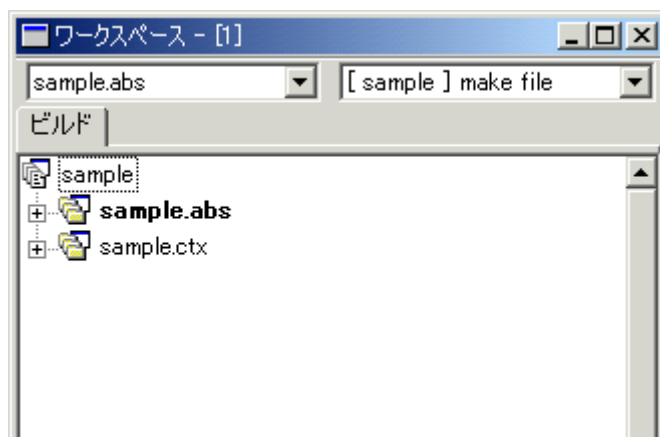 ワークスペース - [1]
sample.abs
[ sample ] make file
ビルド
sample
sample.abs
sample.ctx